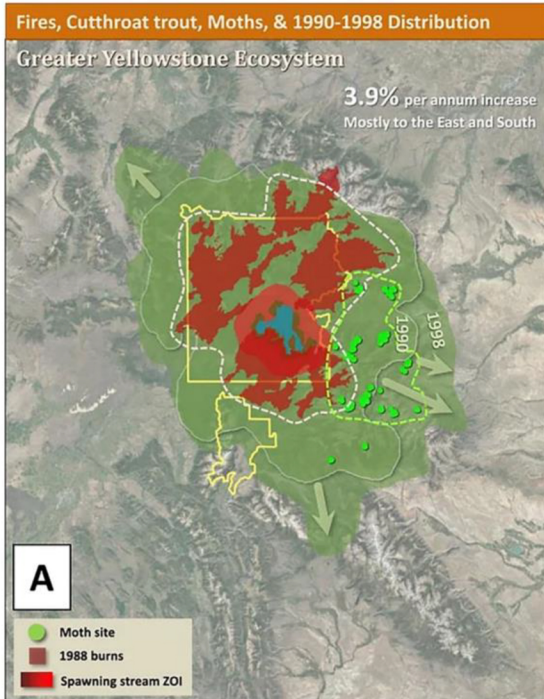 Fires, Cutthroat trout, Moths, & 1990-1998 Distribution
Greater Yellowstone Ecosystem
3.9% per annum increase
Mostly to the East and South
1990
1998
A
Moth site
1988 burns
Spawning stream ZOI